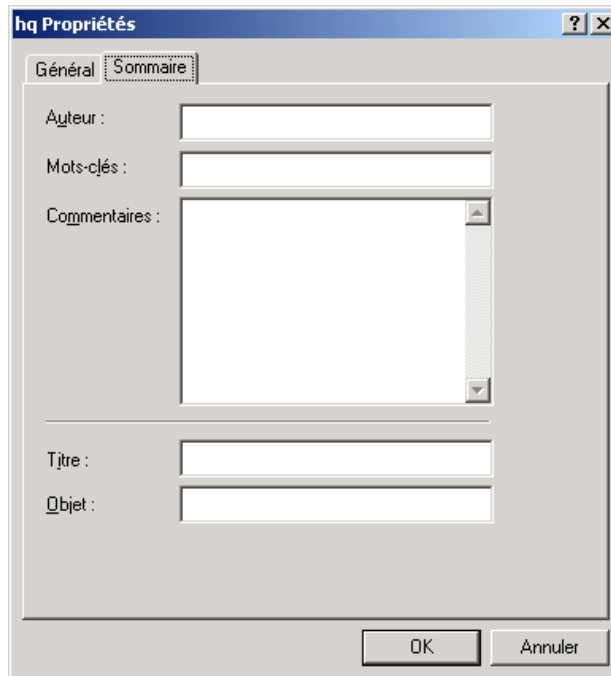 hq Propriétés
Général Sommaire
Auteur :
Mots-clés :
Commentaires :
Titre :
Objet :
OK Annuler